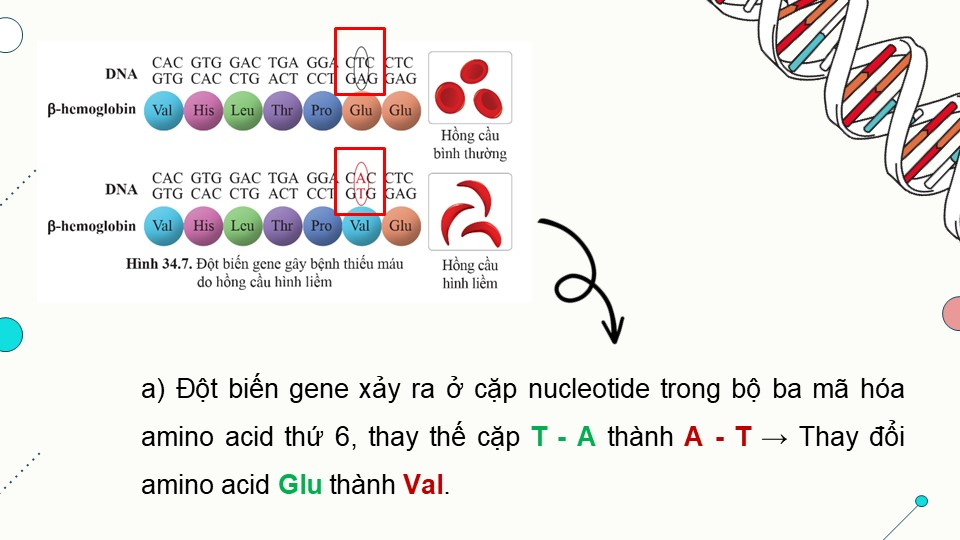 CAC GTG GAC TGA GGA CTC CTC
DNA
GTG CAC CTG ACT CCT GAG GAG
β-hemoglobin Val His Leu Thr Pro Glu Glu
Hồng cầu
bình thường
CAC GTG GAC TGA GGA CAC CTC
DNA
GTG CAC CTG ACT CCT GTG GAG
β-hemoglobin Val His Leu Thr Pro Val Glu
Hình 34.7. Đột biến gene gây bệnh thiếu máu
do hồng cầu hình liềm
Hồng cầu
hình liềm
a) Đột biến gene xảy ra ở cặp nucleotide trong bộ ba mã hóa
amino acid thứ 6, thay thế cặp T - A thành A - T → Thay đổi
amino acid Glu thành Val.